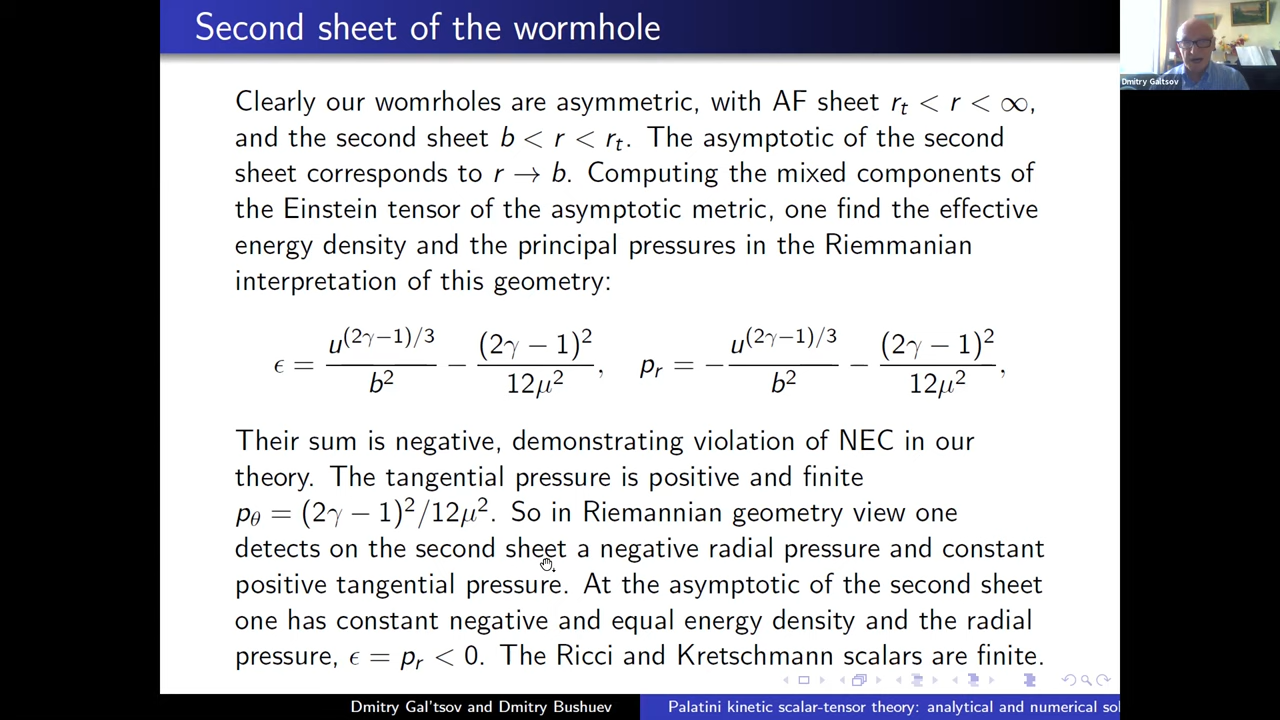 Second sheet of the wormhole
Dmitry Galtsov
Clearly our womrholes are asymmetric, with AF sheet r_t < r < ∞,
and the second sheet b < r < r_t. The asymptotic of the second
sheet corresponds to r → b. Computing the mixed components of
the Einstein tensor of the asymptotic metric, one find the effective
energy density and the principal pressures in the Riemmanian
interpretation of this geometry:
ϵ = u^{(2γ−1)/3}/b^2 − (2γ − 1)^2/12μ^2, p_r = −u^{(2γ−1)/3}/b^2 − (2γ − 1)^2/12μ^2,
Their sum is negative, demonstrating violation of NEC in our
theory. The tangential pressure is positive and finite
p_θ = (2γ − 1)^2/12μ^2. So in Riemannian geometry view one
detects on the second sheet a negative radial pressure and constant
positive tangential pressure. At the asymptotic of the second sheet
one has constant negative and equal energy density and the radial
pressure, ϵ = p_r < 0. The Ricci and Kretschmann scalars are finite.
Dmitry Gal'tsov and Dmitry Bushuev
Palatini kinetic scalar-tensor theory: analytical and numerical sol